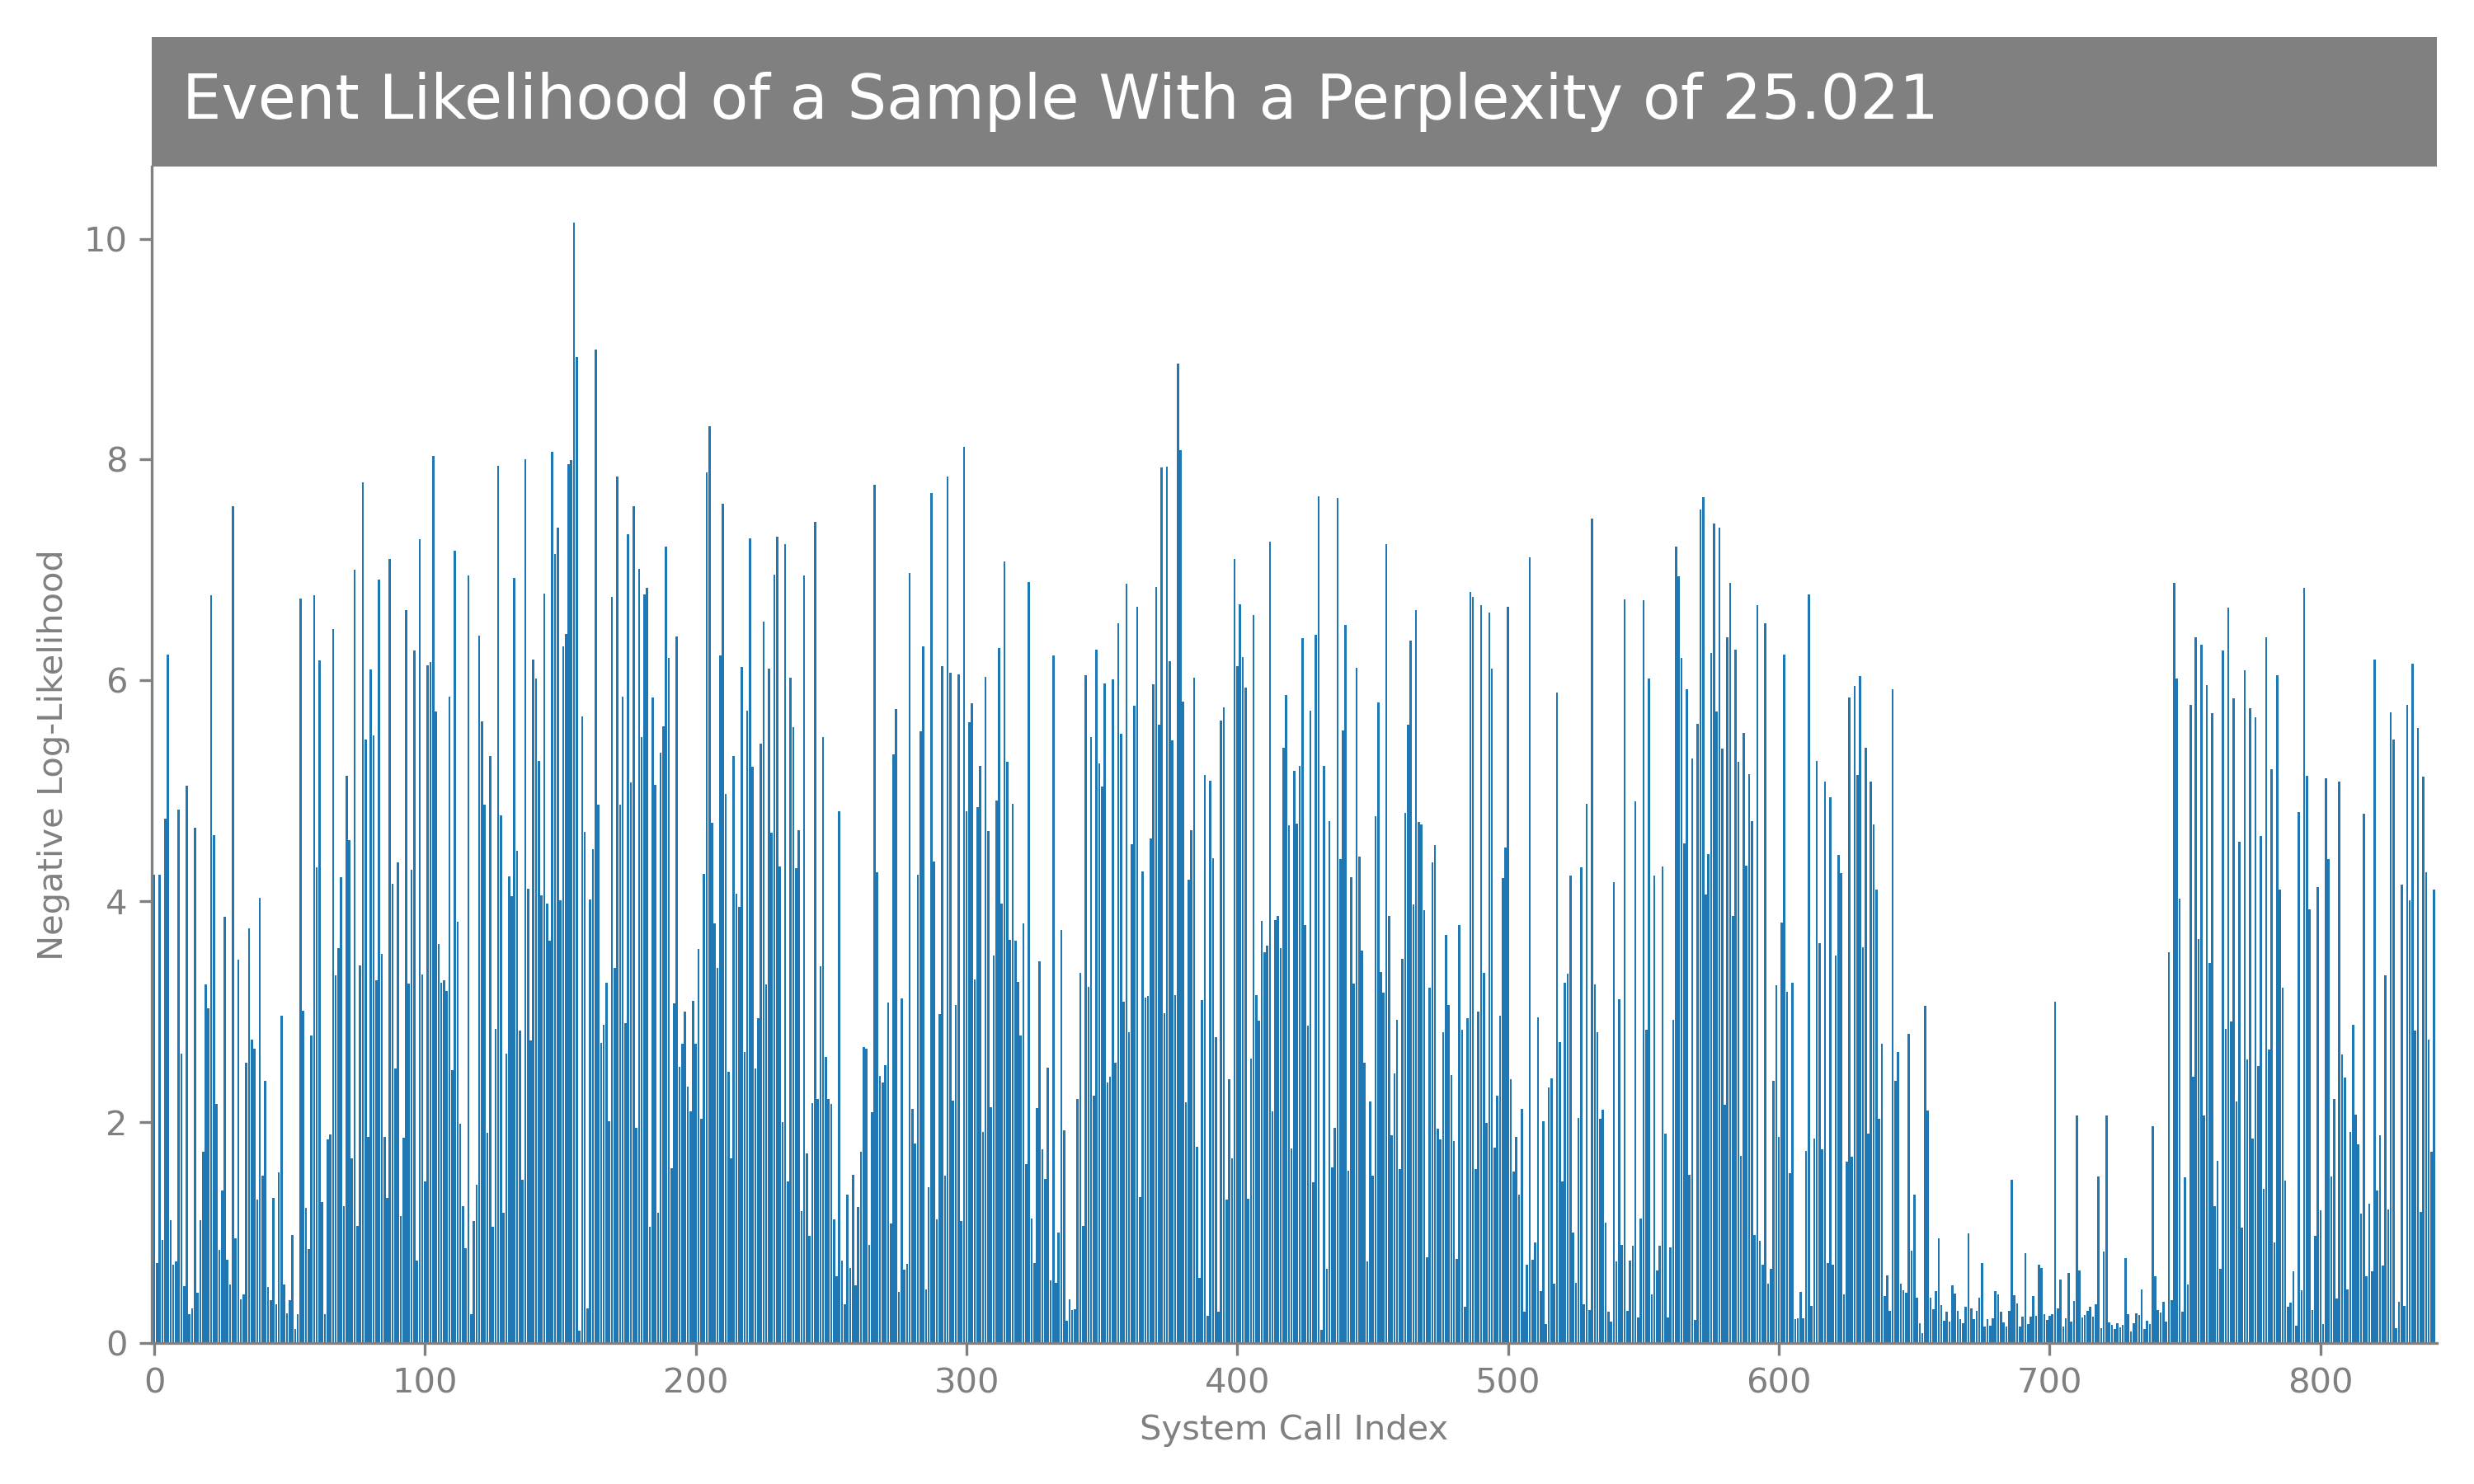 Event Likelihood of a Sample With a Perplexity of 25.021
Negative Log-Likelihood
10
8
6
4
2
0
0 100 200 300 400 500 600 700 800
System Call Index